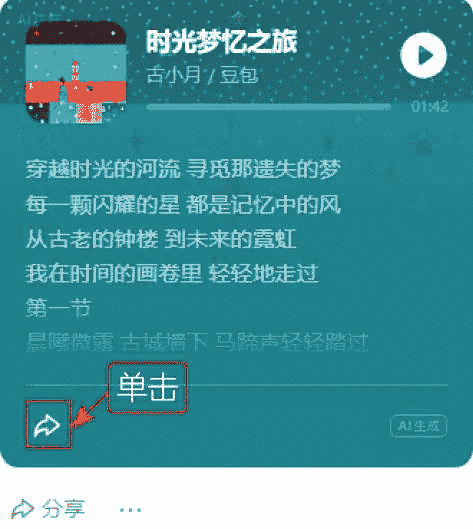 时光梦忆之旅
古小月 / 豆包
01:42
穿越时光的河流 寻觅那遗失的梦
每一颗闪耀的星 都是记忆中的风
从古老的钟楼 到未来的霓虹
我在时间的画卷里 轻轻地走过
第一节
晨曦微露 古城墙下 马蹄声轻轻踏过
单击
AI生成
分享